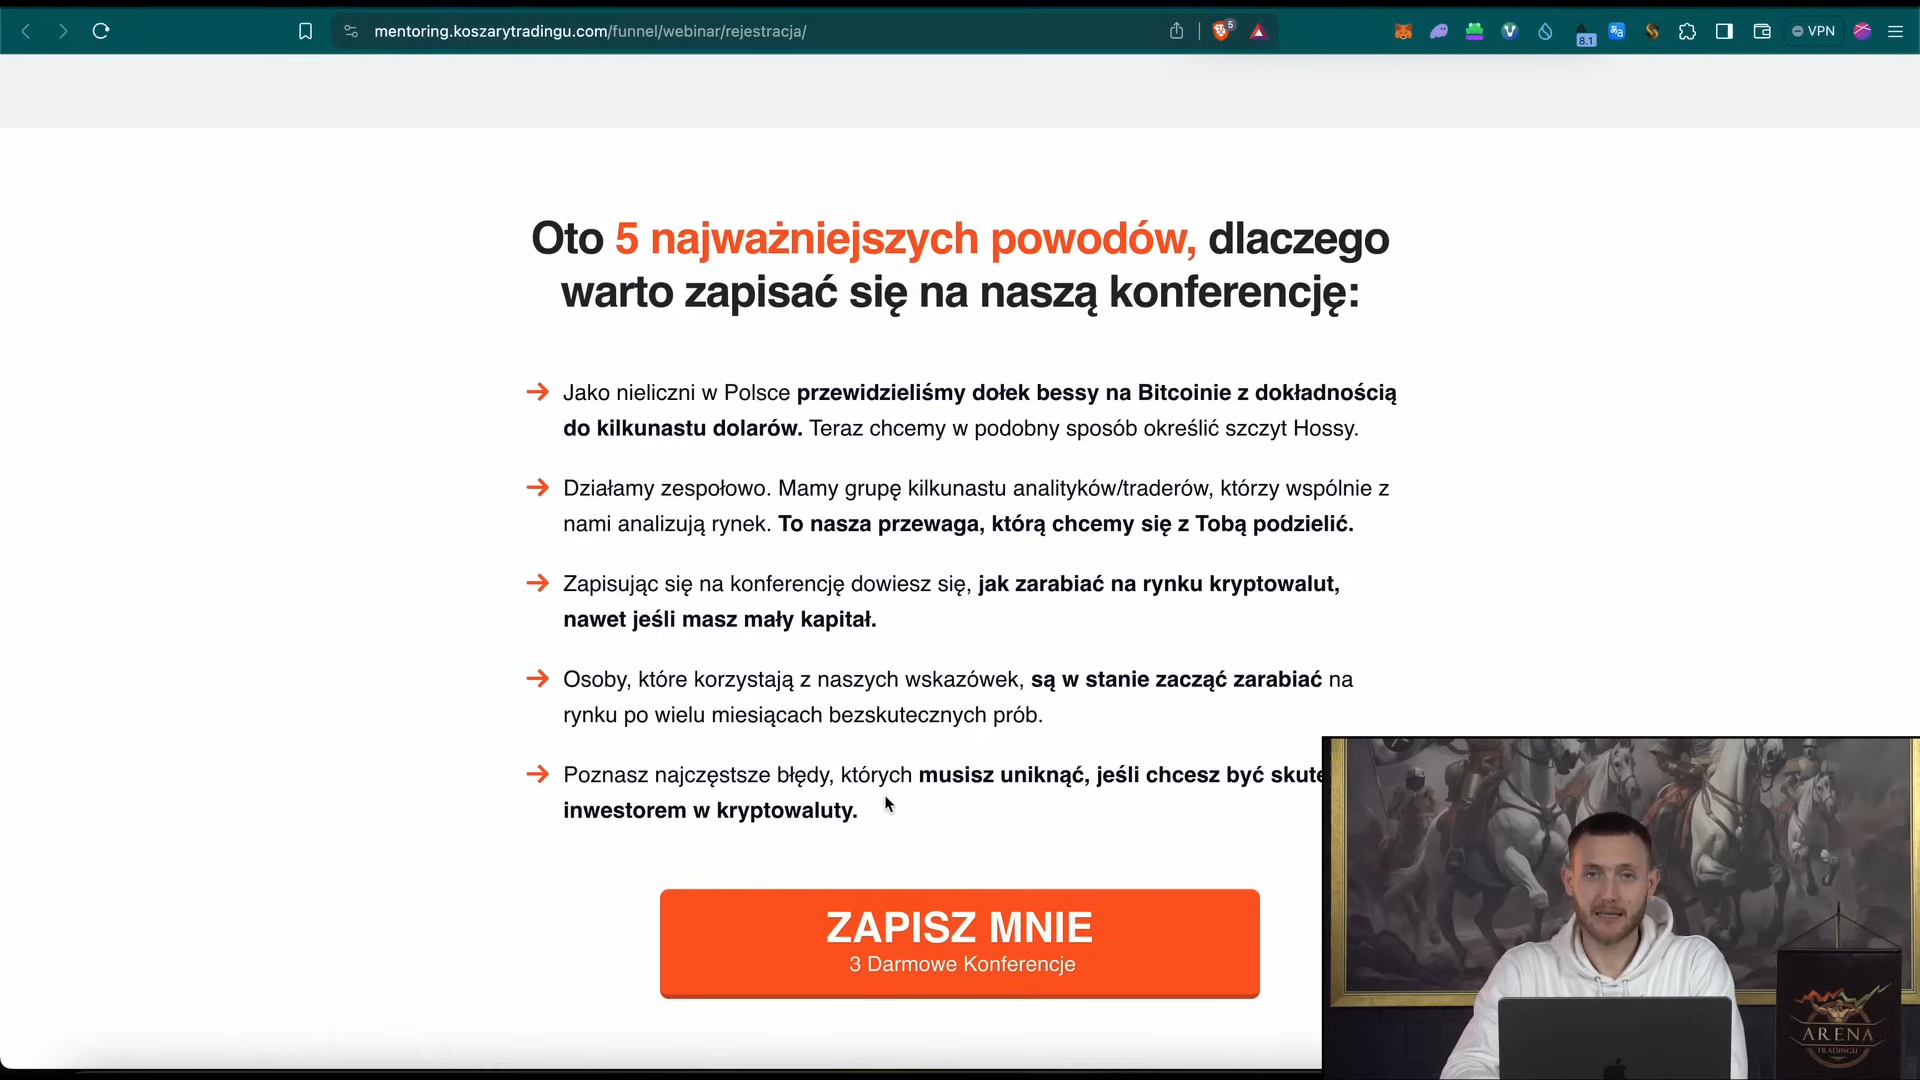 mentoring.koszarytradingu.com/funnel/webinar/rejestracja/
5
8.1
VPN
Oto 5 najważniejszych powodów, dlaczego
warto zapisać się na naszą konferencję:
Jako nieliczni w Polsce przewidzieliśmy dołek bessy na Bitcoinie z dokładnością
do kilkunastu dolarów. Teraz chcemy w podobny sposób określić szczyt Hossy.
Działamy zespołowo. Mamy grupę kilkunastu analityków/traderów, którzy wspólnie z
nami analizują rynek. To nasza przewaga, którą chcemy się z Tobą podzielić.
Zapisując się na konferencję dowiesz się, jak zarabiać na rynku kryptowalut,
nawet jeśli masz mały kapitał.
Osoby, które korzystają z naszych wskazówek, są w stanie zacząć zarabiać na
rynku po wielu miesiącach bezskutecznych prób.
Poznasz najczęstsze błędy, których musisz uniknąć, jeśli chcesz być skute
inwestorem w kryptowaluty.
ZAPISZ MNIE
3 Darmowe Konferencje
ARENA
TRADINGU